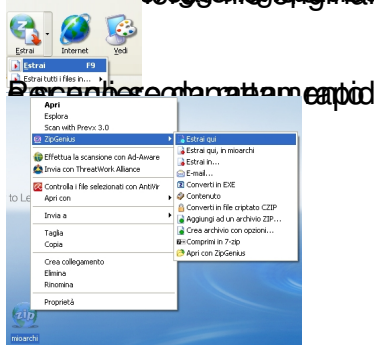 Estrai
Internet
Vedi
Estrai F9
Estrai tutti i files in...
Apri
Esplora
Scan with Prevx 3.0
ZipGenius
Effettua la scansione con Ad-Aware
Invia con ThreatWork Alliance
Controlla i file selezionati con AntiVir
Apri con
Invia a
Taglia
Copia
Crea collegamento
Elimina
Rinomina
Proprietà
Estrai qui
Estrai qui, in mioarchi
Estrai in...
E-mail...
Converti in EXE
Contenuto
Converti in file criptato CZIP
Aggiungi ad un archivio ZIP...
Crea archivio con opzioni...
Comprimi in 7-zip
Apri con ZipGenius
to Le
mioarchi